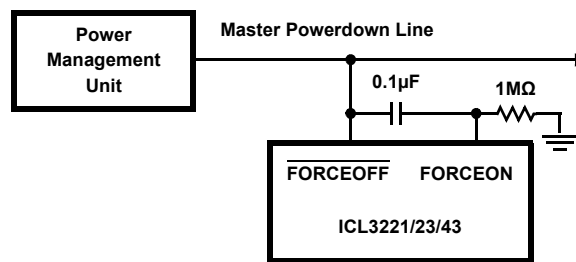 Power
Management
Unit
Master Powerdown Line
0.1µF
1MΩ
FORCEOFF FORCEON
ICL3221/23/43